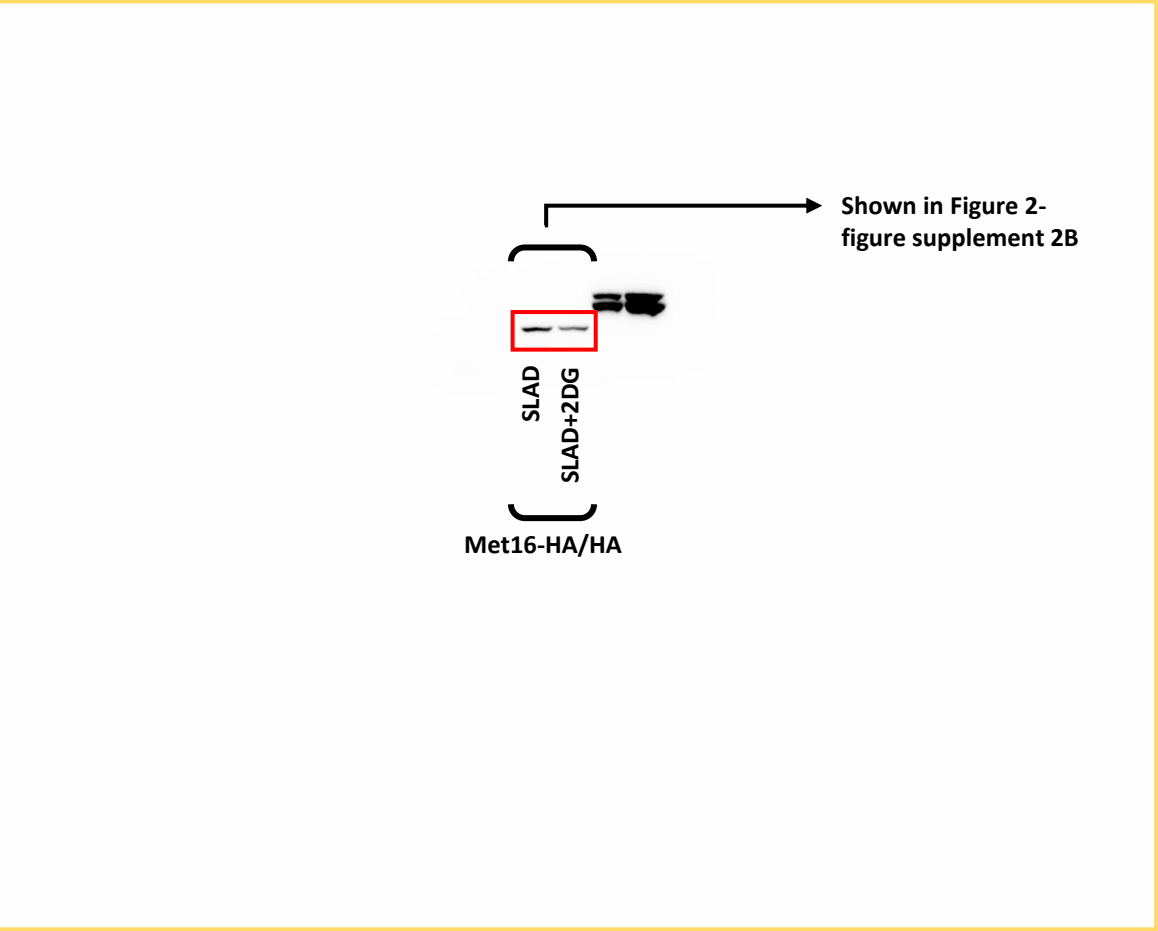 Shown in Figure 2-
figure supplement 2B
SLAD
SLAD+2DG
Met16-HA/HA